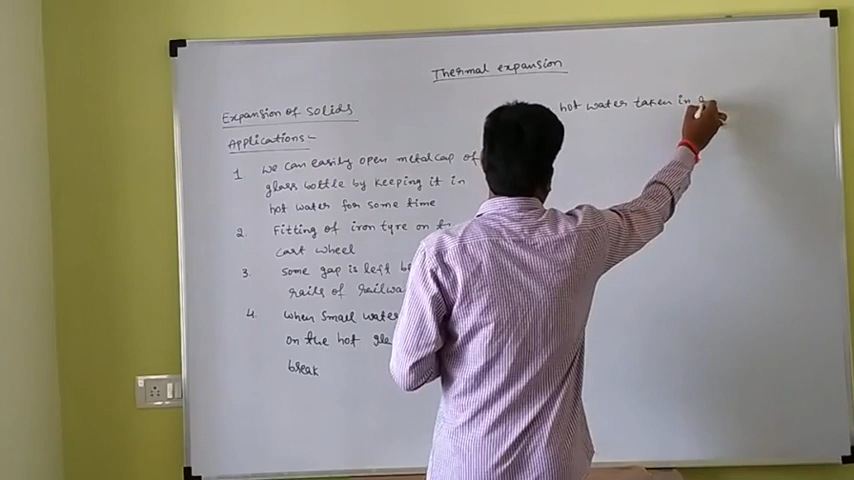 Thermal expansion
Expansion of solids
Applications:-
1 we can easily open metal cap of
glass bottle by keeping it in
hot water for some time
2. Fitting of iron tyre on
cart wheel
3. some gap is left
rails of
4. when small water
on the hot
break
hot water taken in